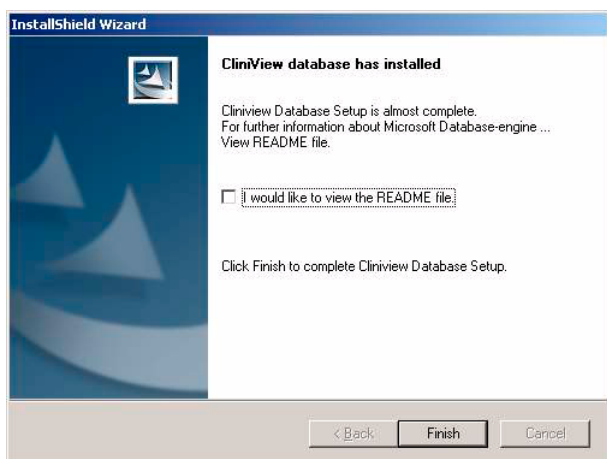 InstallShield Wizard
CliniView database has installed
Cliniview Database Setup is almost complete.
For further information about Microsoft Database-engine ...
View README file.
I would like to view the README file.
Click Finish to complete Cliniview Database Setup.
< Back
Finish
Cancel